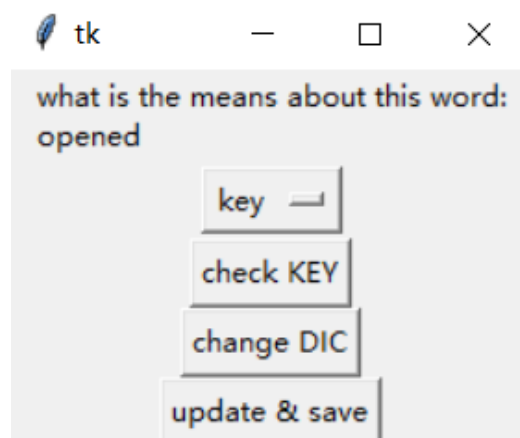 tk
what is the means about this word:
opened
key
check KEY
change DIC
update & save